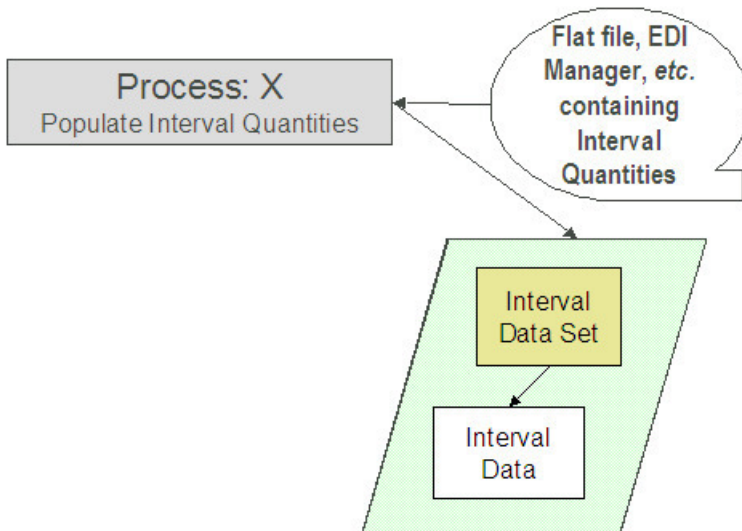 Process: X
Populate Interval Quantities
Flat file, EDI
Manager, etc.
containing
Interval
Quantities
Interval
Data Set
Interval
Data